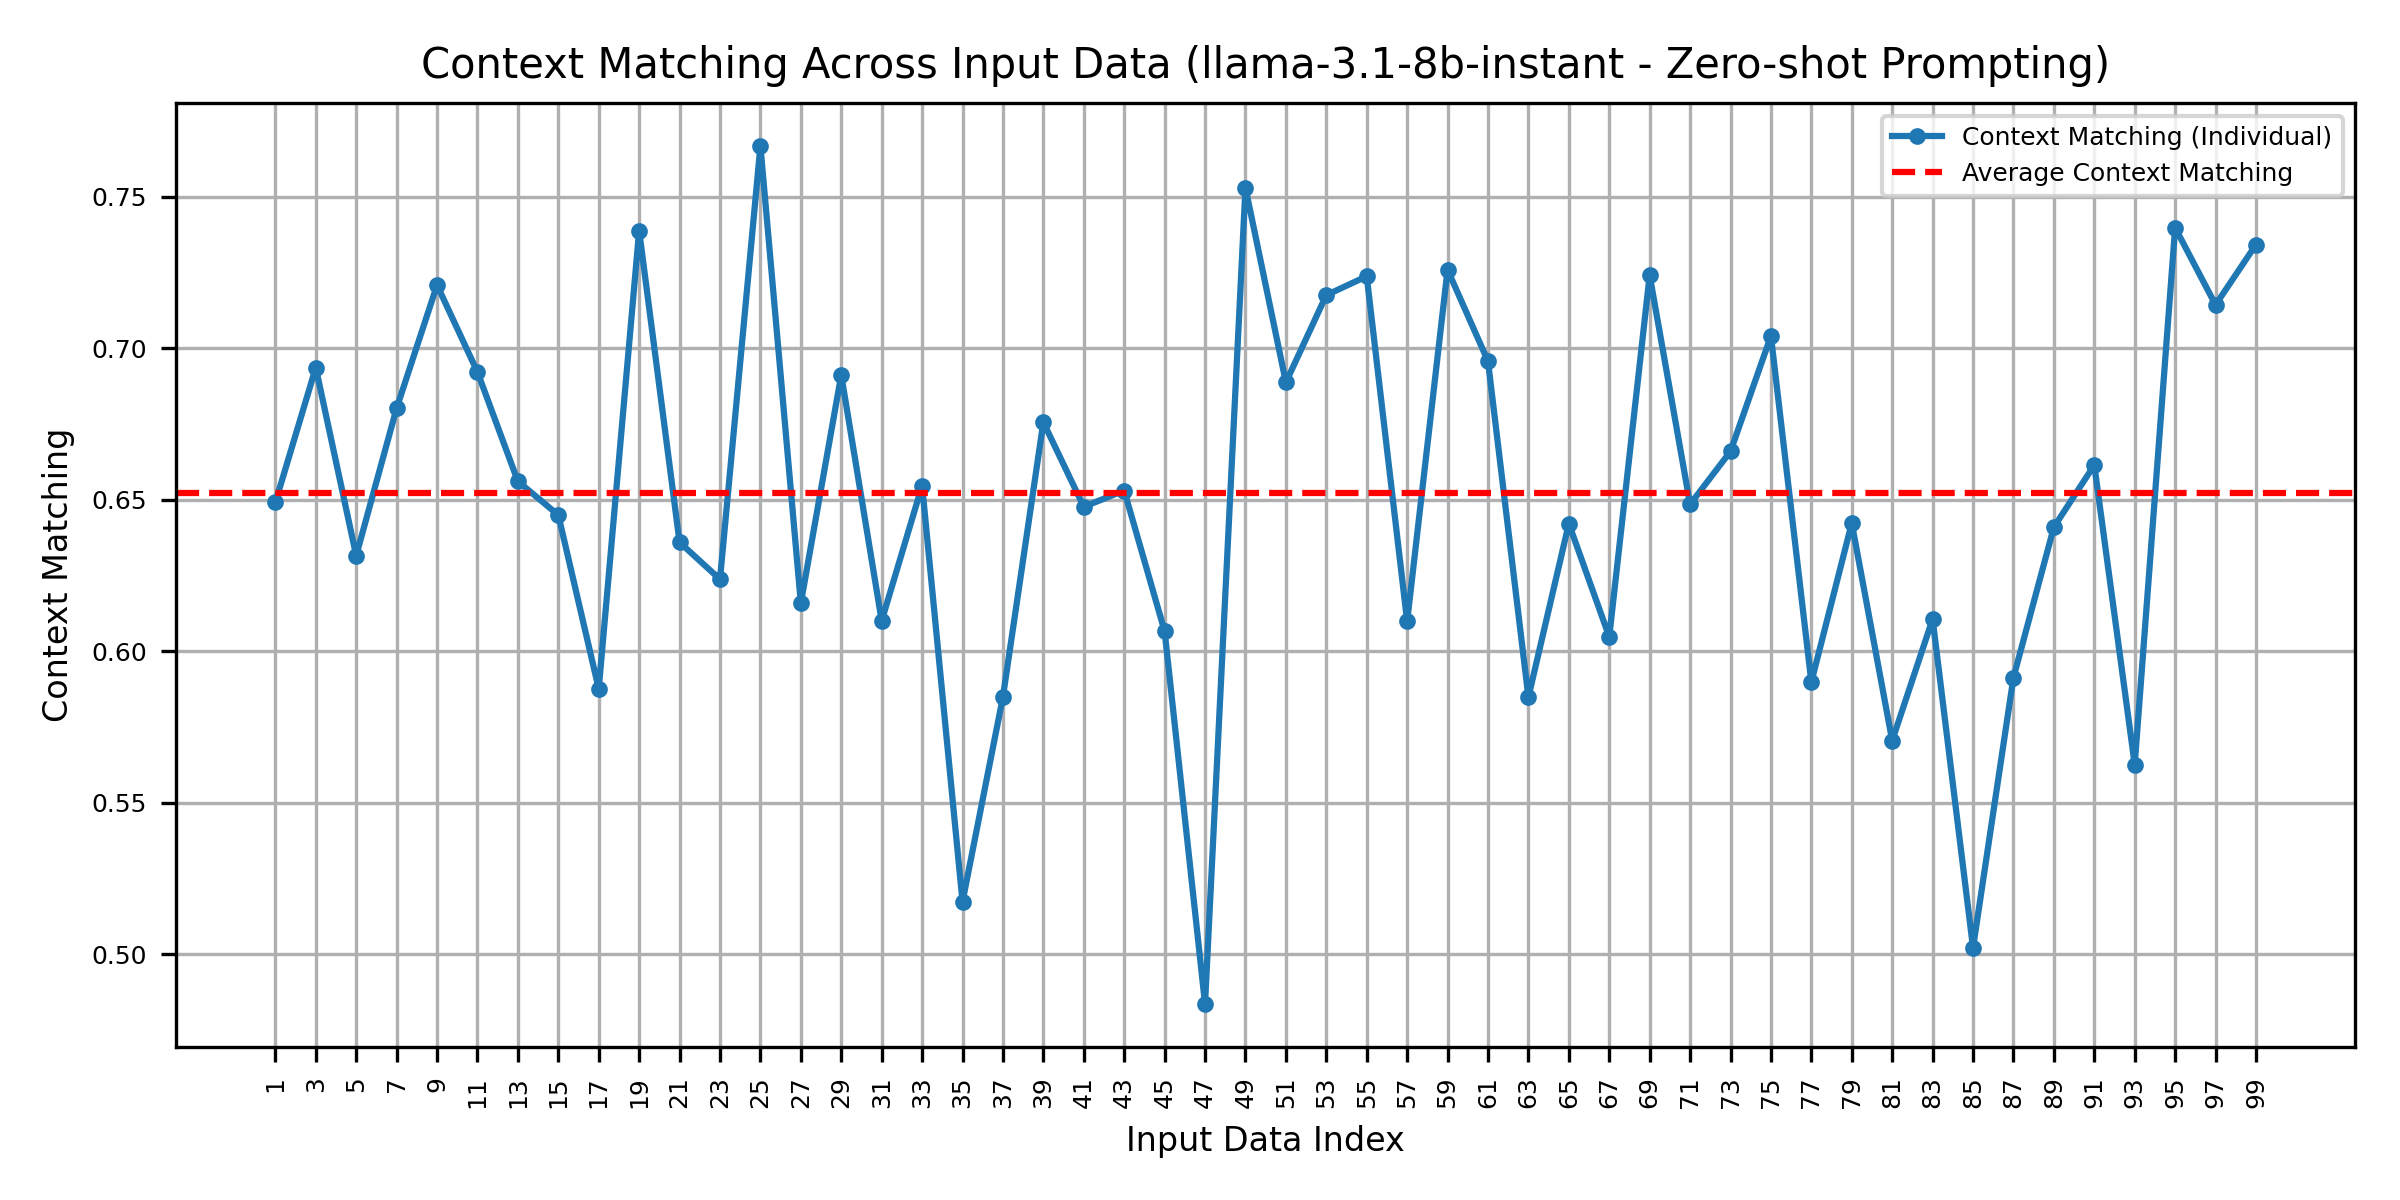 Context Matching Across Input Data (llama-3.1-8b-instant - Zero-shot Prompting)
Context Matching (Individual)
Average Context Matching
Context Matching
0.75
0.70
0.65
0.60
0.55
0.50
1 3 5 7 9 11 13 15 17 19 21 23 25 27 29 31 33 35 37 39 41 43 45 47 49 51 53 55 57 59 61 63 65 67 69 71 73 75 77 79 81 83 85 87 89 91 93 95 97 99
Input Data Index